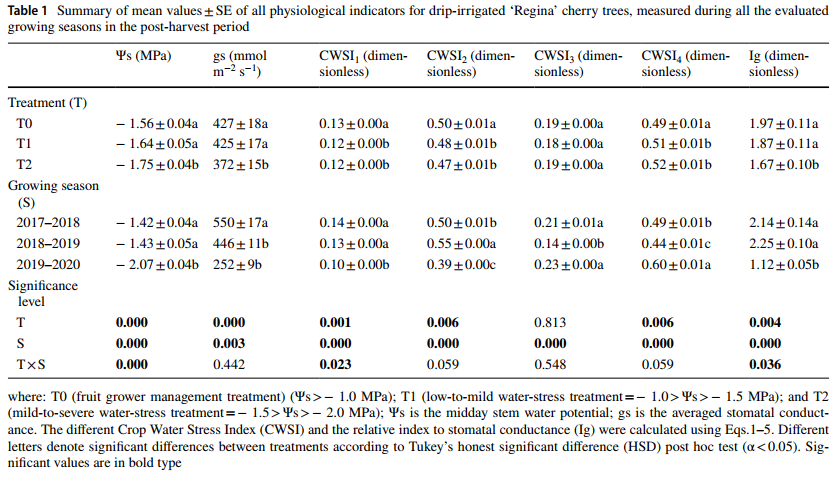 Table 1 Summary of mean values ± SE of all physiological indicators for drip-irrigated ‘Regina’ cherry trees, measured during all the evaluated
growing seasons in the post-harvest period
Ψs (MPa) gs (mmol m−2 s−1) CWSI1 (dimensionless) CWSI2 (dimensionless) CWSI3 (dimensionless) CWSI4 (dimensionless) Ig (dimensionless)
Treatment (T)
T0 − 1.56 ± 0.04a 427 ± 18a 0.13 ± 0.00a 0.50 ± 0.01a 0.19 ± 0.00a 0.49 ± 0.01a 1.97 ± 0.11a
T1 − 1.64 ± 0.05a 425 ± 17a 0.12 ± 0.00b 0.48 ± 0.01b 0.18 ± 0.00a 0.51 ± 0.01b 1.87 ± 0.11a
T2 − 1.75 ± 0.04b 372 ± 15b 0.12 ± 0.00b 0.47 ± 0.01b 0.19 ± 0.00a 0.52 ± 0.01b 1.67 ± 0.10b
Growing season
(S)
2017–2018 − 1.42 ± 0.04a 550 ± 17a 0.14 ± 0.00a 0.50 ± 0.01b 0.21 ± 0.01a 0.49 ± 0.01b 2.14 ± 0.14a
2018–2019 − 1.43 ± 0.05a 446 ± 11b 0.13 ± 0.00a 0.55 ± 0.00a 0.14 ± 0.00b 0.44 ± 0.01c 2.25 ± 0.10a
2019–2020 − 2.07 ± 0.04b 252 ± 9b 0.10 ± 0.00b 0.39 ± 0.00c 0.23 ± 0.00a 0.60 ± 0.01a 1.12 ± 0.05b
Significance
level
T 0.000 0.000 0.001 0.006 0.813 0.006 0.004
S 0.000 0.003 0.000 0.000 0.000 0.000 0.000
T × S 0.000 0.442 0.023 0.059 0.548 0.059 0.036
where: T0 (fruit grower management treatment) (Ψs > − 1.0 MPa); T1 (low-to-mild water-stress treatment = − 1.0 > Ψs > − 1.5 MPa); and T2
(mild-to-severe water-stress treatment = − 1.5 > Ψs > − 2.0 MPa); Ψs is the midday stem water potential; gs is the averaged stomatal conduct-
ance. The different Crop Water Stress Index (CWSI) and the relative index to stomatal conductance (Ig) were calculated using Eqs.1–5. Different
letters denote significant differences between treatments according to Tukey’s honest significant difference (HSD) post hoc test (α < 0.05). Sig-
nificant values are in bold type